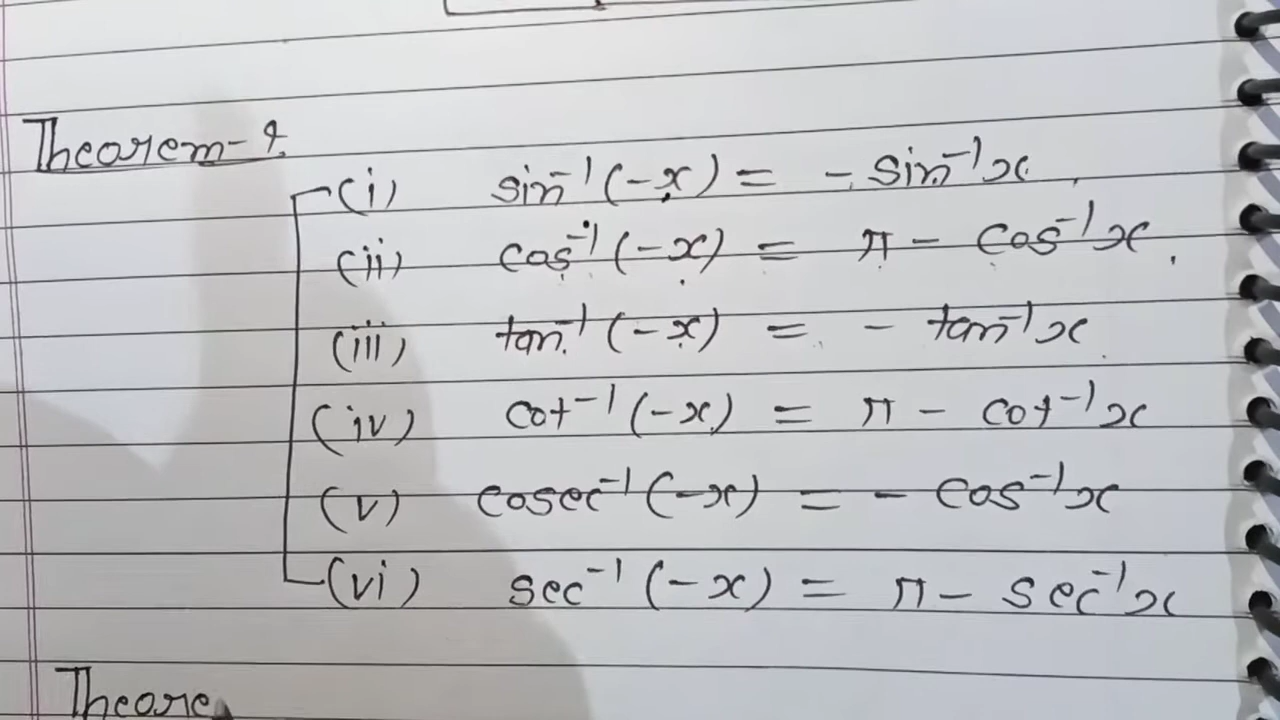 Theorem-2.
(i) sin⁻¹(-x) = - sin⁻¹x
(ii) cos⁻¹(-x) = π - cos⁻¹x
(iii) tan⁻¹(-x) = - tan⁻¹x
(iv) cot⁻¹(-x) = π - cot⁻¹x
(v) cosec⁻¹(-x) = - cos⁻¹x
(vi) sec⁻¹(-x) = π - sec⁻¹x
Theore